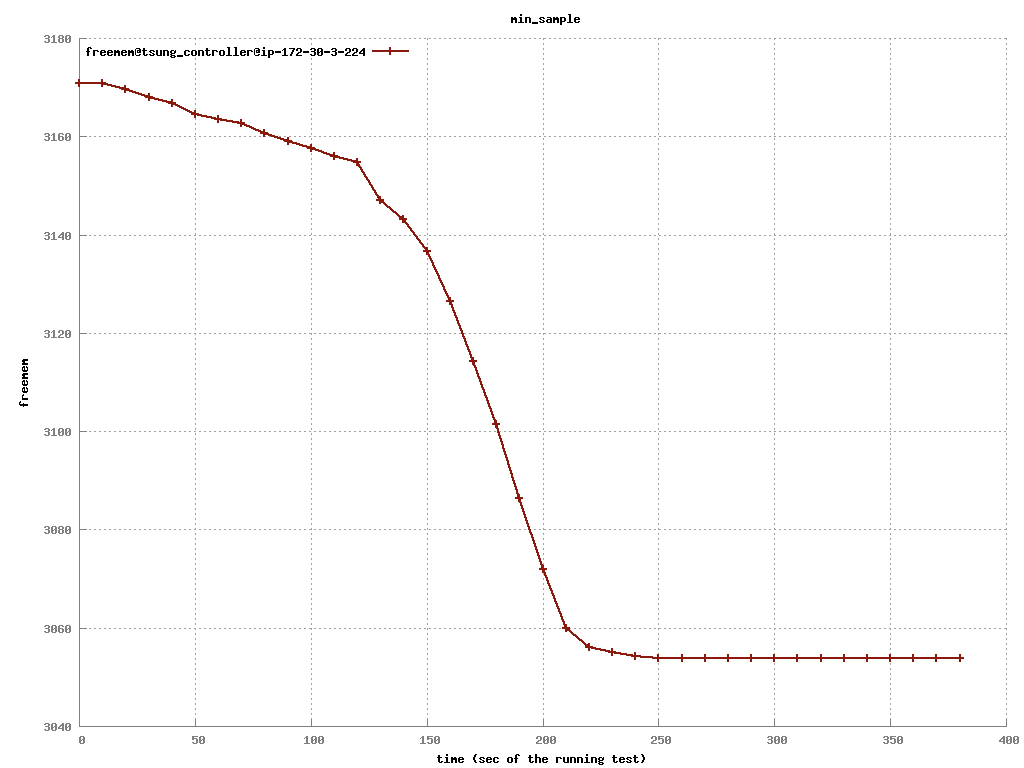 min_sample
freemem@tsung_controller@ip-172-30-3-224
3180
3160
3140
3120
3100
3080
3060
3040
freemem
0 50 100 150 200 250 300 350 400
time (sec of the running test)